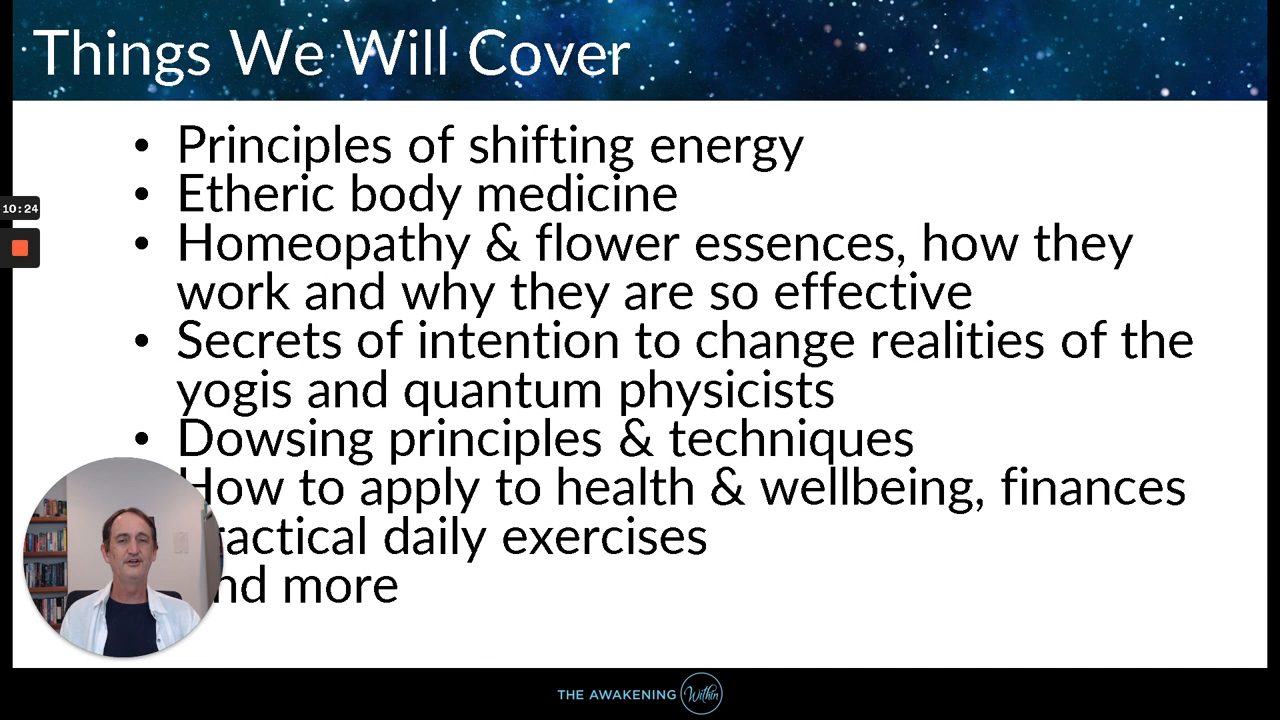 Things We Will Cover
• Principles of shifting energy
• Etheric body medicine
• Homeopathy & flower essences, how they
work and why they are so effective
• Secrets of intention to change realities of the
yogis and quantum physicists
• Dowsing principles & techniques
How to apply to health & wellbeing, finances
ractical daily exercises
nd more
10:24
THE AWAKENING Within